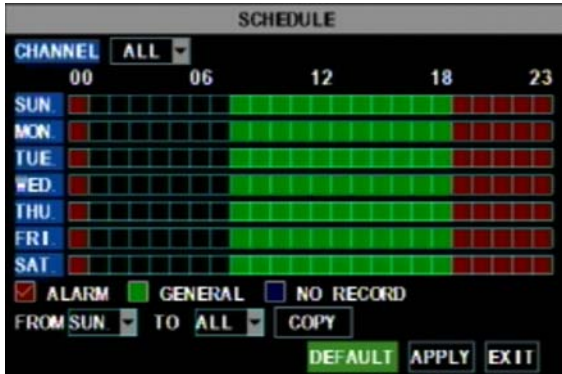 SCHEDULE
CHANNEL ALL
00 06 12 18 23
SUN.
MON.
TUE
WED.
THU.
FRI.
SAT.
ALARM GENERAL NO RECORD
FROM SUN. TO ALL COPY
DEFAULT APPLY EXIT